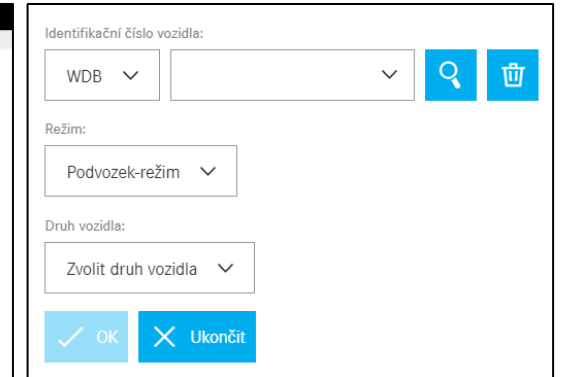 Identifikační číslo vozidla:
WDB
Režim:
Podvozek-režim
Druh vozidla:
Zvolit druh vozidla
OK Ukončit